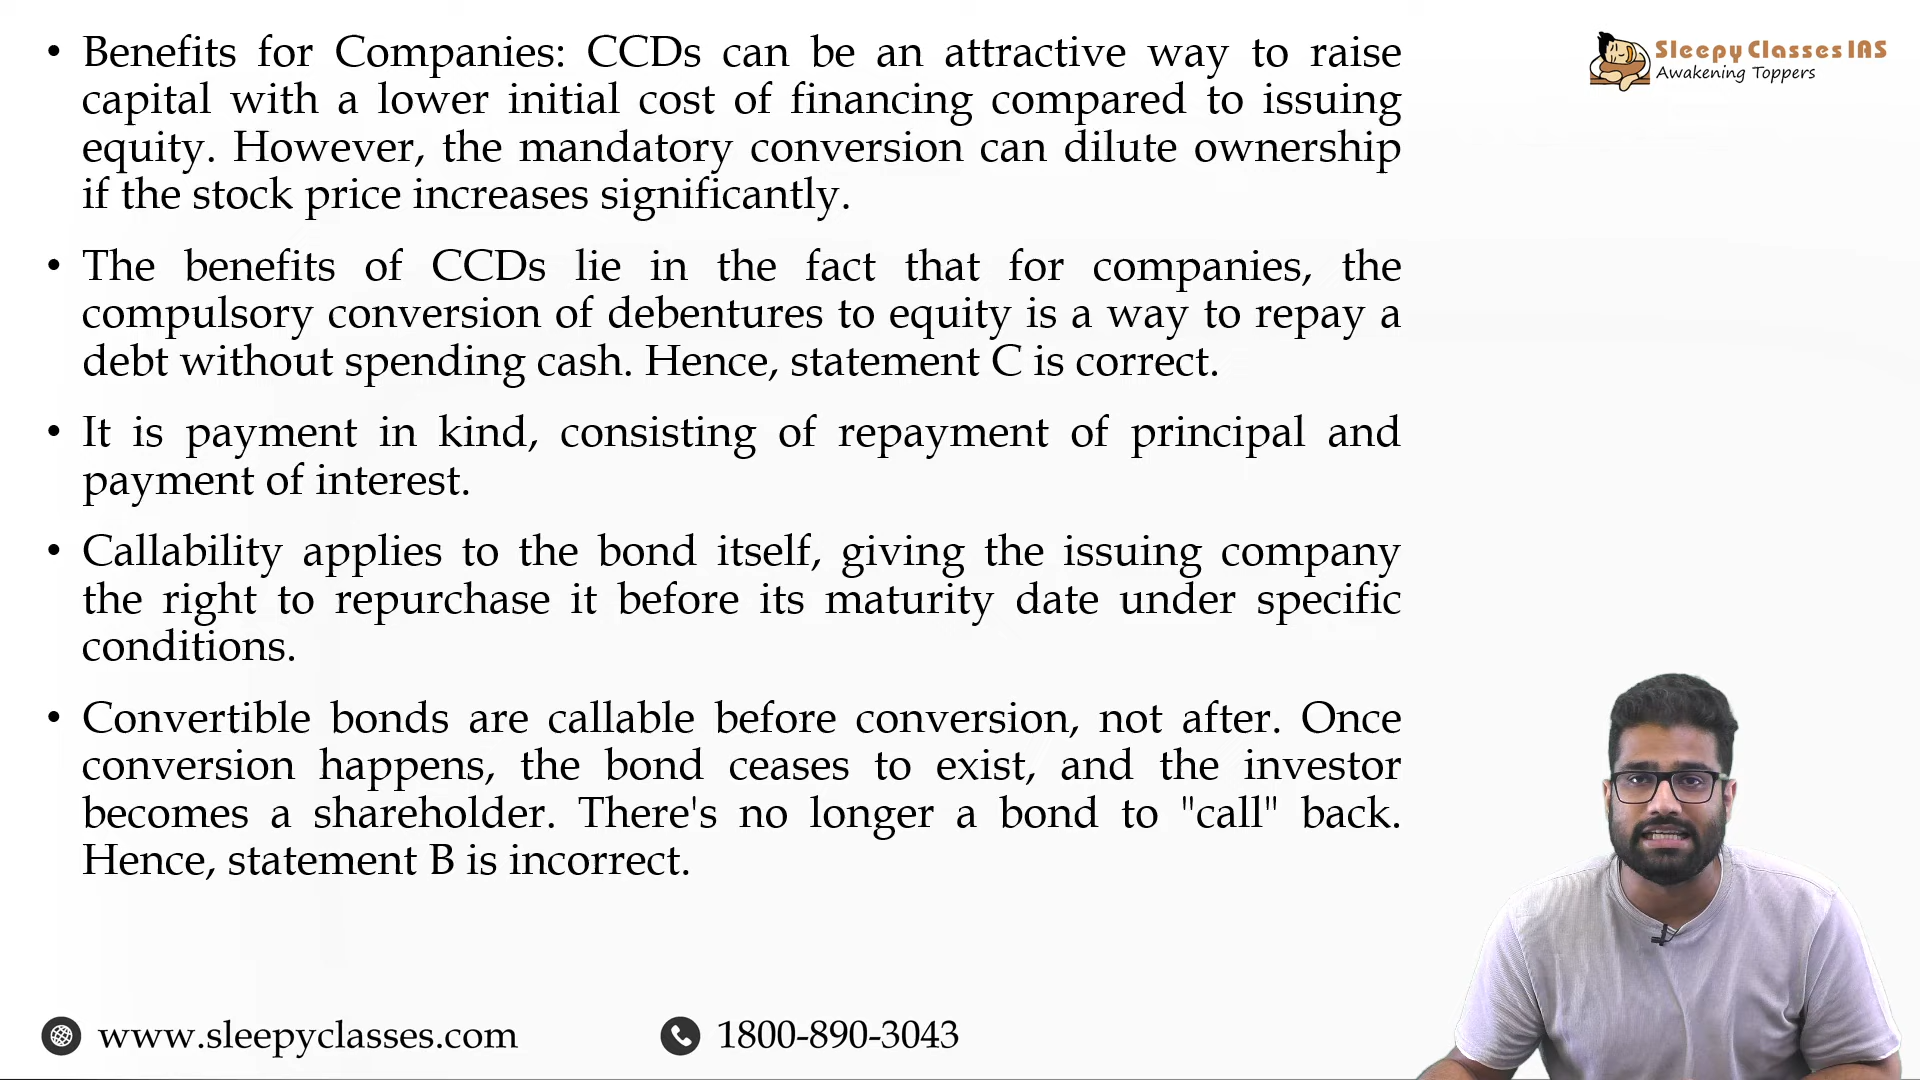 • Benefits for Companies: CCDs can be an attractive way to raise
capital with a lower initial cost of financing compared to issuing
equity. However, the mandatory conversion can dilute ownership
if the stock price increases significantly.
• The benefits of CCDs lie in the fact that for companies, the
compulsory conversion of debentures to equity is a way to repay a
debt without spending cash. Hence, statement C is correct.
• It is payment in kind, consisting of repayment of principal and
payment of interest.
• Callability applies to the bond itself, giving the issuing company
the right to repurchase it before its maturity date under specific
conditions.
• Convertible bonds are callable before conversion, not after. Once
conversion happens, the bond ceases to exist, and the investor
becomes a shareholder. There's no longer a bond to "call" back.
Hence, statement B is incorrect.
Sleepy Classes IAS
Awakening Toppers
www.sleepyclasses.com
1800-890-3043